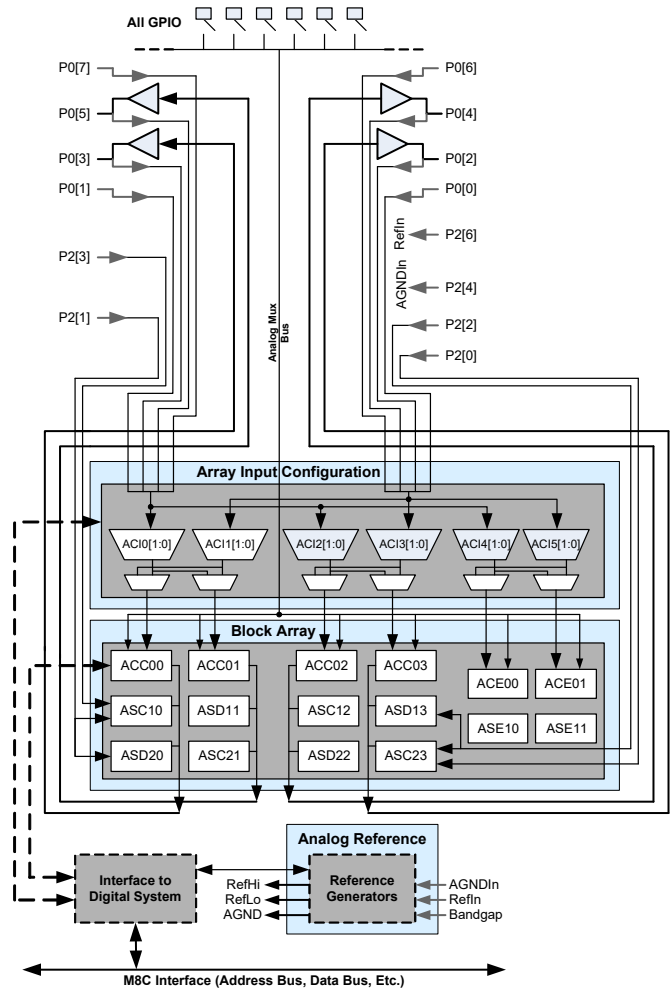 All GPIO
P0[7]
P0[6]
P0[5]
P0[4]
P0[3]
P0[2]
P0[1]
P0[0]
P2[6]
RefIn
P2[3]
P2[4]
AGNDIn
P2[1]
P2[2]
P2[0]
Analog Mux
Bus
Array Input Configuration
ACI0[1:0]
ACI1[1:0]
ACI2[1:0]
ACI3[1:0]
ACI4[1:0]
ACI5[1:0]
Block Array
ACC00
ACC01
ACC02
ACC03
ACE00
ACE01
ASC10
ASD11
ASC12
ASD13
ASE10
ASE11
ASD20
ASC21
ASD22
ASC23
Analog Reference
Interface to
Digital System
RefHi
RefLo
AGND
Reference
Generators
AGNDIn
RefIn
Bandgap
M8C Interface (Address Bus, Data Bus, Etc.)